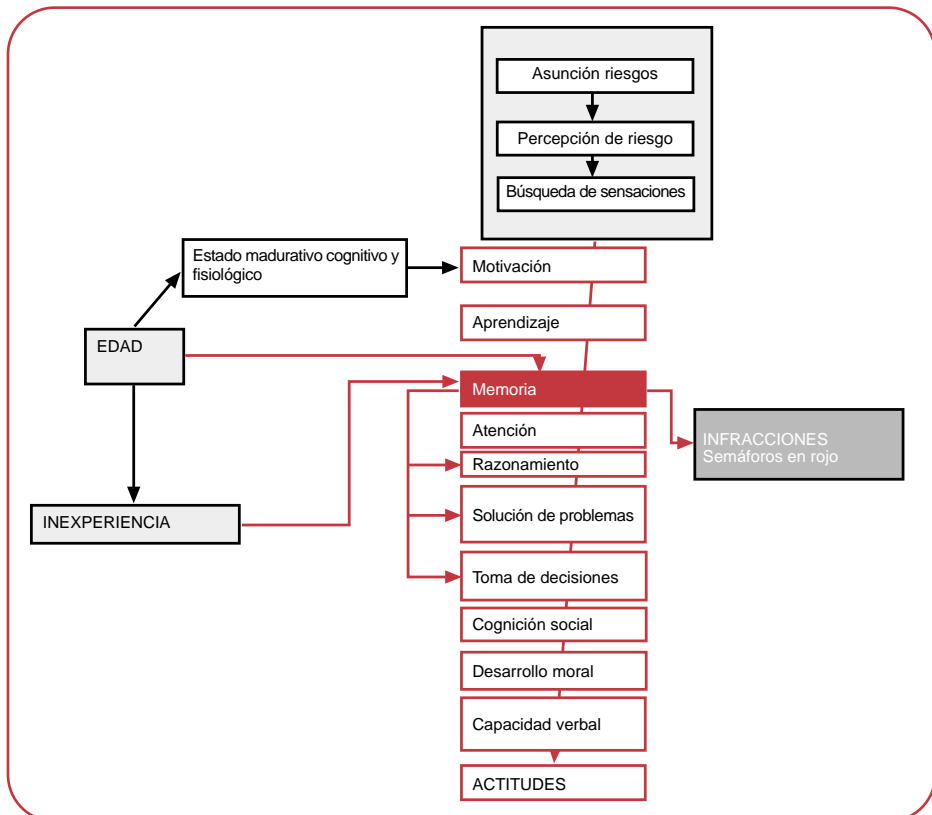 Asunción riesgos
Percepción de riesgo
Búsqueda de sensaciones
Estado madurativo cognitivo y
fisiológico
Motivación
Aprendizaje
EDAD
Memoria
Atención
INFRACCIONES
Semáforos en rojo
Razonamiento
INEXPERIENCIA
Solución de problemas
Toma de decisiones
Cognición social
Desarrollo moral
Capacidad verbal
ACTITUDES